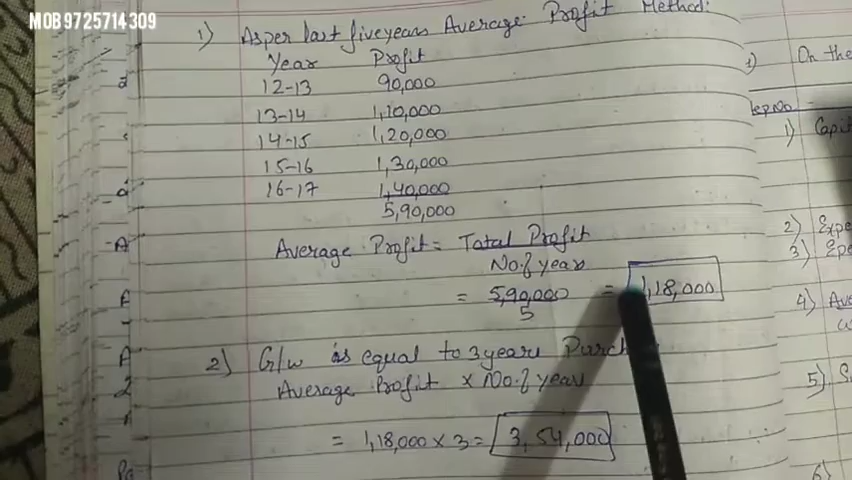 MOB 9725714309
1) As per last five years Average Profit Method:
Year Profit
12-13 90,000
13-14 1,10,000
14-15 1,20,000
15-16 1,30,000
16-17 1,40,000
5,90,000
Average Profit = Total Profit
No. of year
= 5,90,000 = 1,18,000
5
2) G/w is equal to 3 years
Average Profit × No. of year
= 1,18,000 × 3 = 3,54,000
1) On the
1) Capit
2) Expe
3)
4) Ave
5)
6)